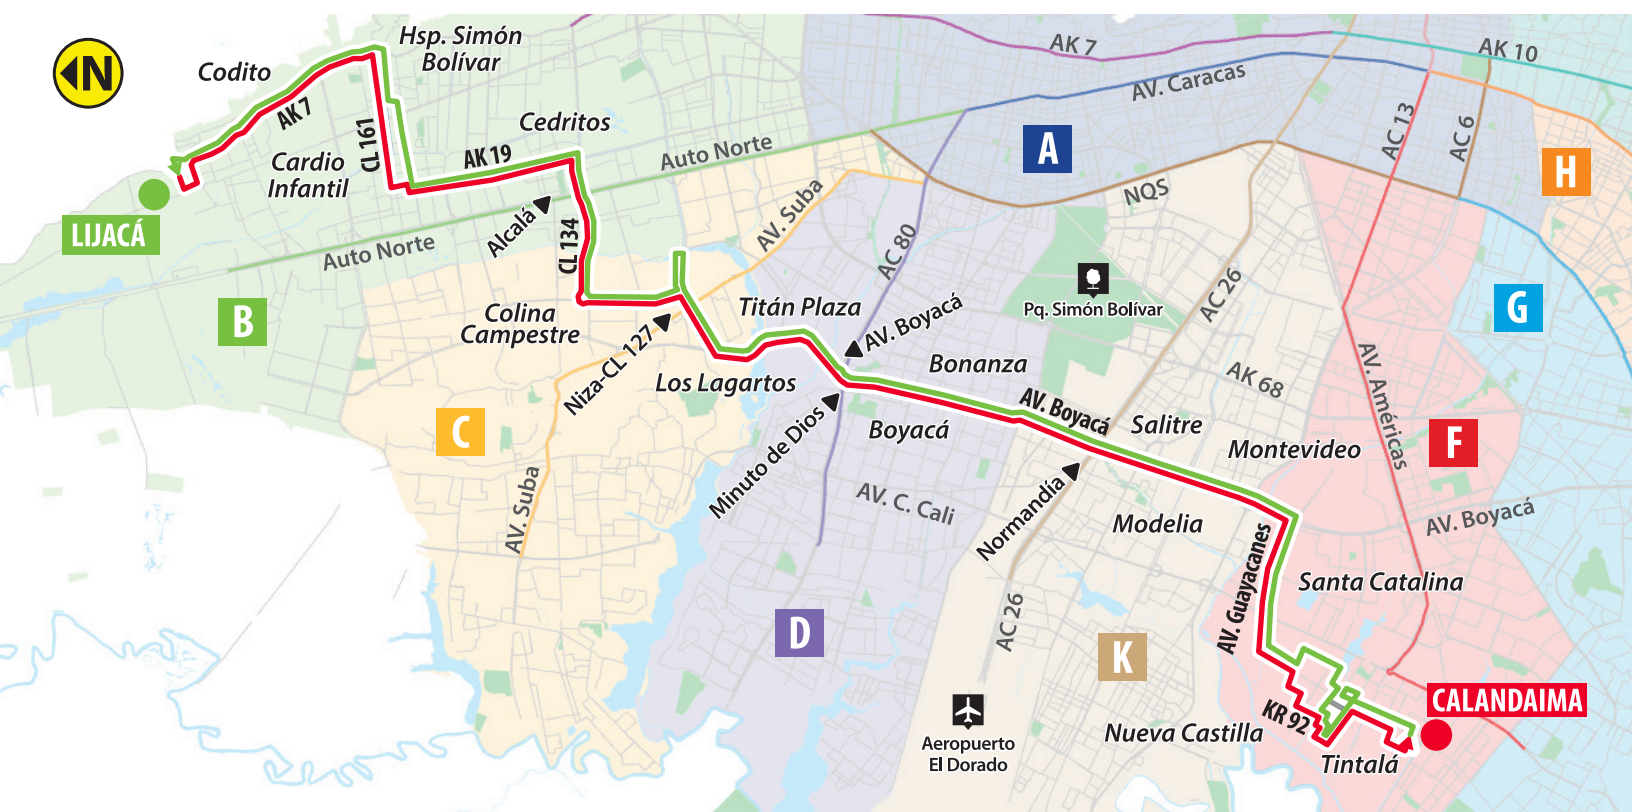 N
Codito
Hsp. Simón
Bolívar
AK 7
CL 161
Cardio
Infantil
Cedritos
AK 19
LIJACÁ
Auto Norte
Auto Norte
Alcalá
CL 134
B
Colina
Campestre
Niza-CL 127
C
AV. Suba
AV. Suba
Los Lagartos
Titán Plaza
AV. Boyacá
Minuto de Dios
AC 80
AK 7
AV. Caracas
A
NQS
AK 10
AC 13
AC 6
H
Pq. Simón Bolívar
AC 26
G
Bonanza
Boyacá
AV. Boyacá
AK 68
Salitre
Montevideo
AV. Américas
F
AV. C. Cali
Normandía
Modelia
AV. Boyacá
AV. Guayacanes
Santa Catalina
D
AC 26
K
Aeropuerto
El Dorado
Nueva Castilla
KR 92
Tintalá
CALANDAIMA